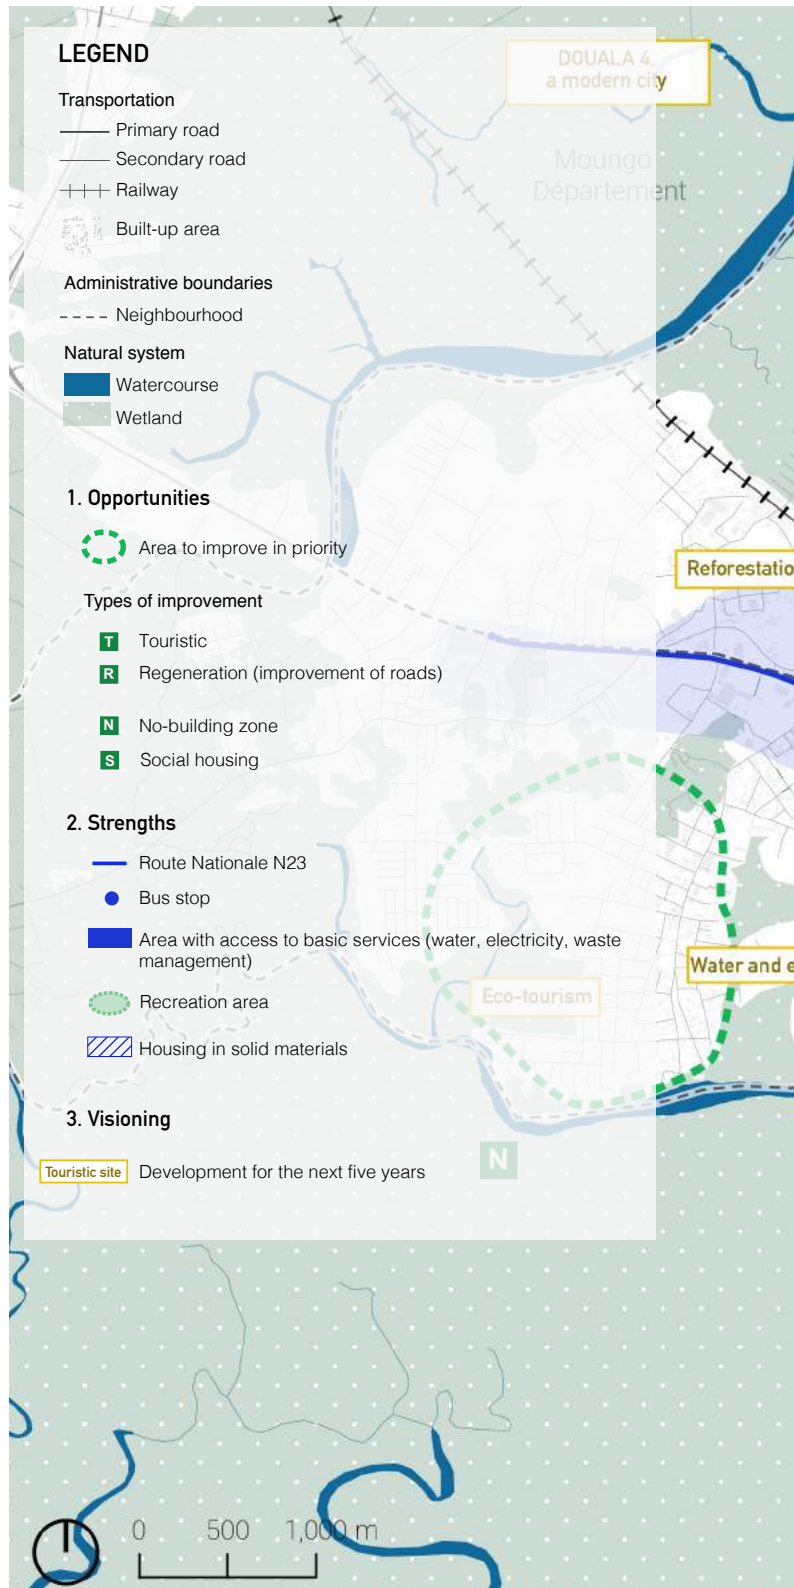 LEGEND
Transportation
Primary road
Secondary road
Railway
Built-up area
Administrative boundaries
Neighbourhood
Natural system
Watercourse
Wetland
1. Opportunities
Area to improve in priority
Types of improvement
T Touristic
R Regeneration (improvement of roads)
N No-building zone
S Social housing
2. Strengths
Route Nationale N23
Bus stop
Area with access to basic services (water, electricity, waste
management)
Recreation area
Housing in solid materials
3. Visioning
Touristic site Development for the next five years
DOUALA 4,
a modern city
Moungo
Département
Reforestatio
Water and e
Eco-tourism
N
0 500 1,000 m